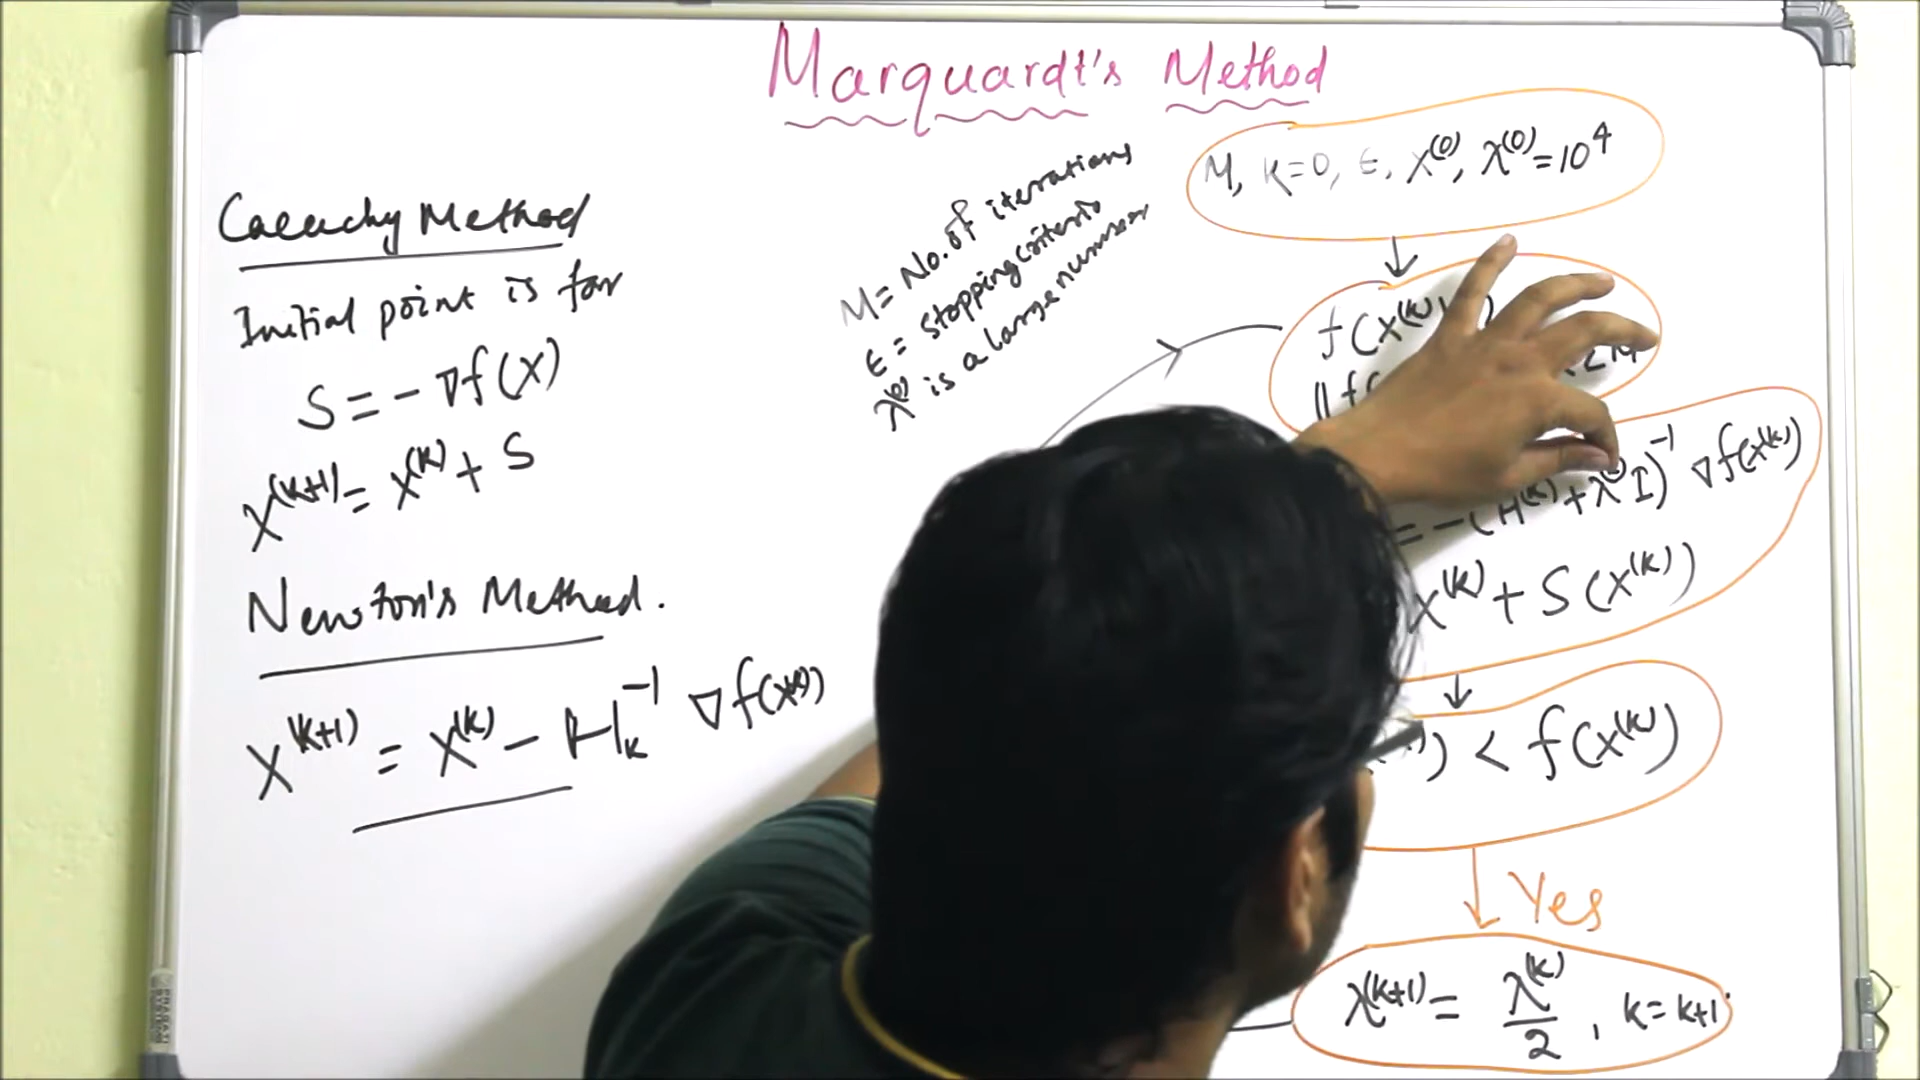 Marquardt's Method
Caeuchy Method
Initial point is far
S = - ∇f(x)
x^(k+1) = x^(k) + S
Newton's Method.
x^(k+1) = x^(k) - H_k^-1 ∇f(x^(k))
M = No. of iterations
ε = stopping criteria
λ^(0) is a large number
M, k=0, ε, x^(0), λ^(0) = 10^4
f(x^(k)
= -(H^(k) + λ^(k) I)^-1 ∇f(x^(k))
x^(k) + S(x^(k))
) < f(x^(k))
Yes
λ^(k+1) = λ^(k)/2, k = k+1